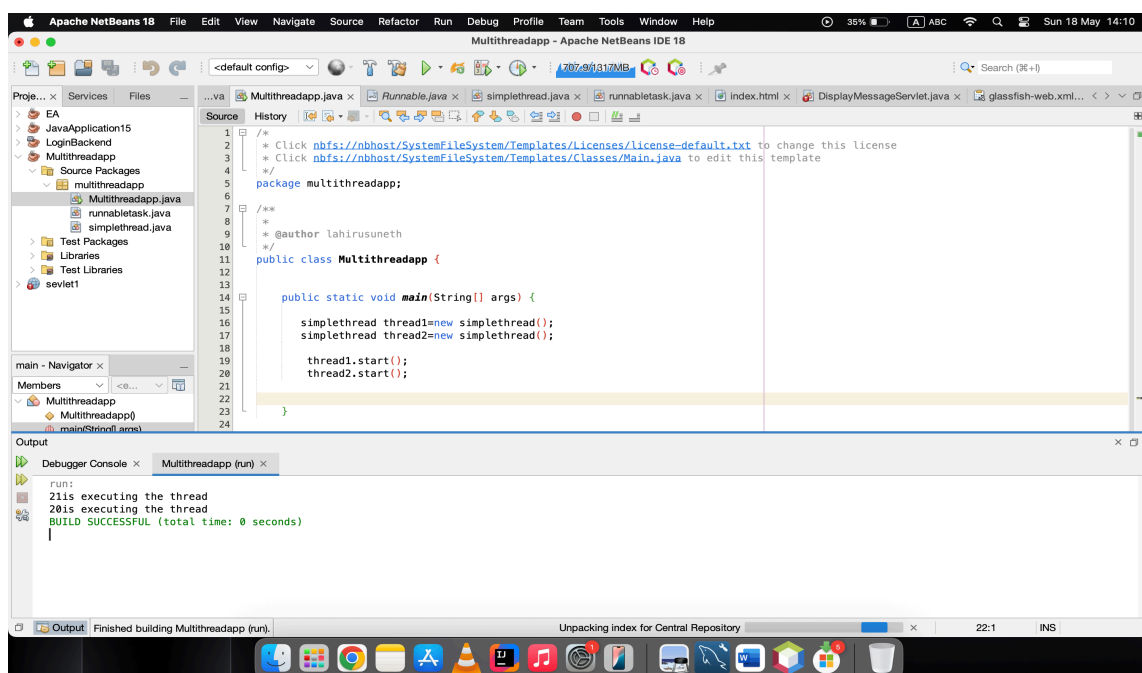 Apache NetBeans 18 File Edit View Navigate Source Refactor Run Debug Profile Team Tools Window Help 35% A ABC Sun 18 May 14:10
Multithreadapp - Apache NetBeans IDE 18
<default config> 707.9/1317MB Search (⌘+I)
Proje... × Services Files ...va Multithreadapp.java × Runnable.java × simplethread.java × runnabletask.java × index.html × DisplayMessageServlet.java × glassfish-web.xml...
Source History
EA
JavaApplication15
LoginBackend
Multithreadapp
Source Packages
multithreadapp
Multithreadapp.java
runnabletask.java
simplethread.java
Test Packages
Libraries
Test Libraries
sevlet1
1 /*
2 * Click nbfs://nbhost/SystemFileSystem/Templates/Licenses/license-default.txt to change this license
3 * Click nbfs://nbhost/SystemFileSystem/Templates/Classes/Main.java to edit this template
4 */
5 package multithreadapp;
6
7 /**
8 *
9 * @author lahirusuneth
10 */
11 public class Multithreadapp {
12
13
14 public static void main(String[] args) {
15
16 simplethread thread1=new simplethread();
17 simplethread thread2=new simplethread();
18
19 thread1.start();
20 thread2.start();
21
22
23 }
24
main - Navigator ×
Members <e...
Multithreadapp
Multithreadapp()
main(String[] args)
Output
Debugger Console × Multithreadapp (run) ×
run:
21is executing the thread
20is executing the thread
BUILD SUCCESSFUL (total time: 0 seconds)
Output Finished building Multithreadapp (run). Unpacking index for Central Repository 22:1 INS